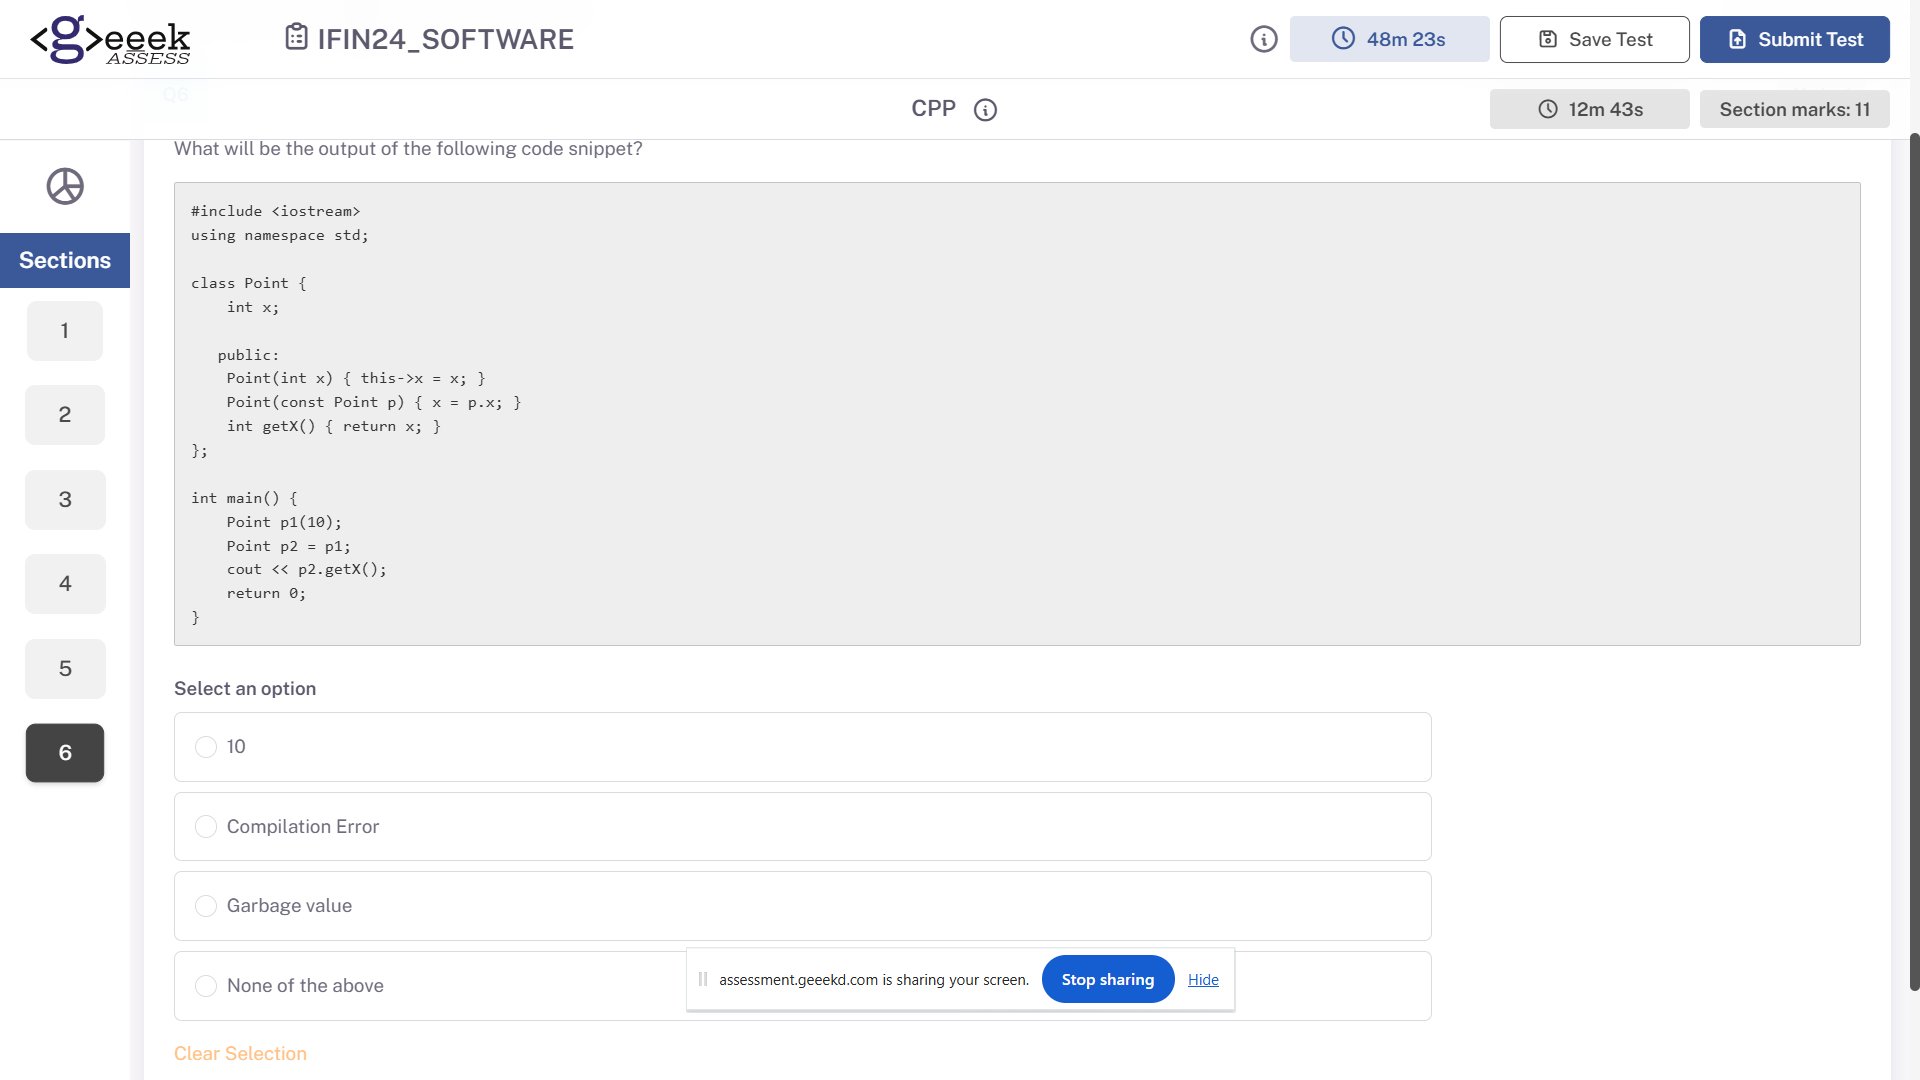 <g>eeek
ASSESS
IFIN24_SOFTWARE
48m 23s
Save Test
Submit Test
Q6
CPP
12m 43s
Section marks: 11
What will be the output of the following code snippet?
Sections
1
2
3
4
5
6
#include <iostream>
using namespace std;
class Point {
    int x;
   public:
    Point(int x) { this->x = x; }
    Point(const Point p) { x = p.x; }
    int getX() { return x; }
};
int main() {
    Point p1(10);
    Point p2 = p1;
    cout << p2.getX();
    return 0;
}
Select an option
10
Compilation Error
Garbage value
None of the above
assessment.geeekd.com is sharing your screen.
Stop sharing
Hide
Clear Selection